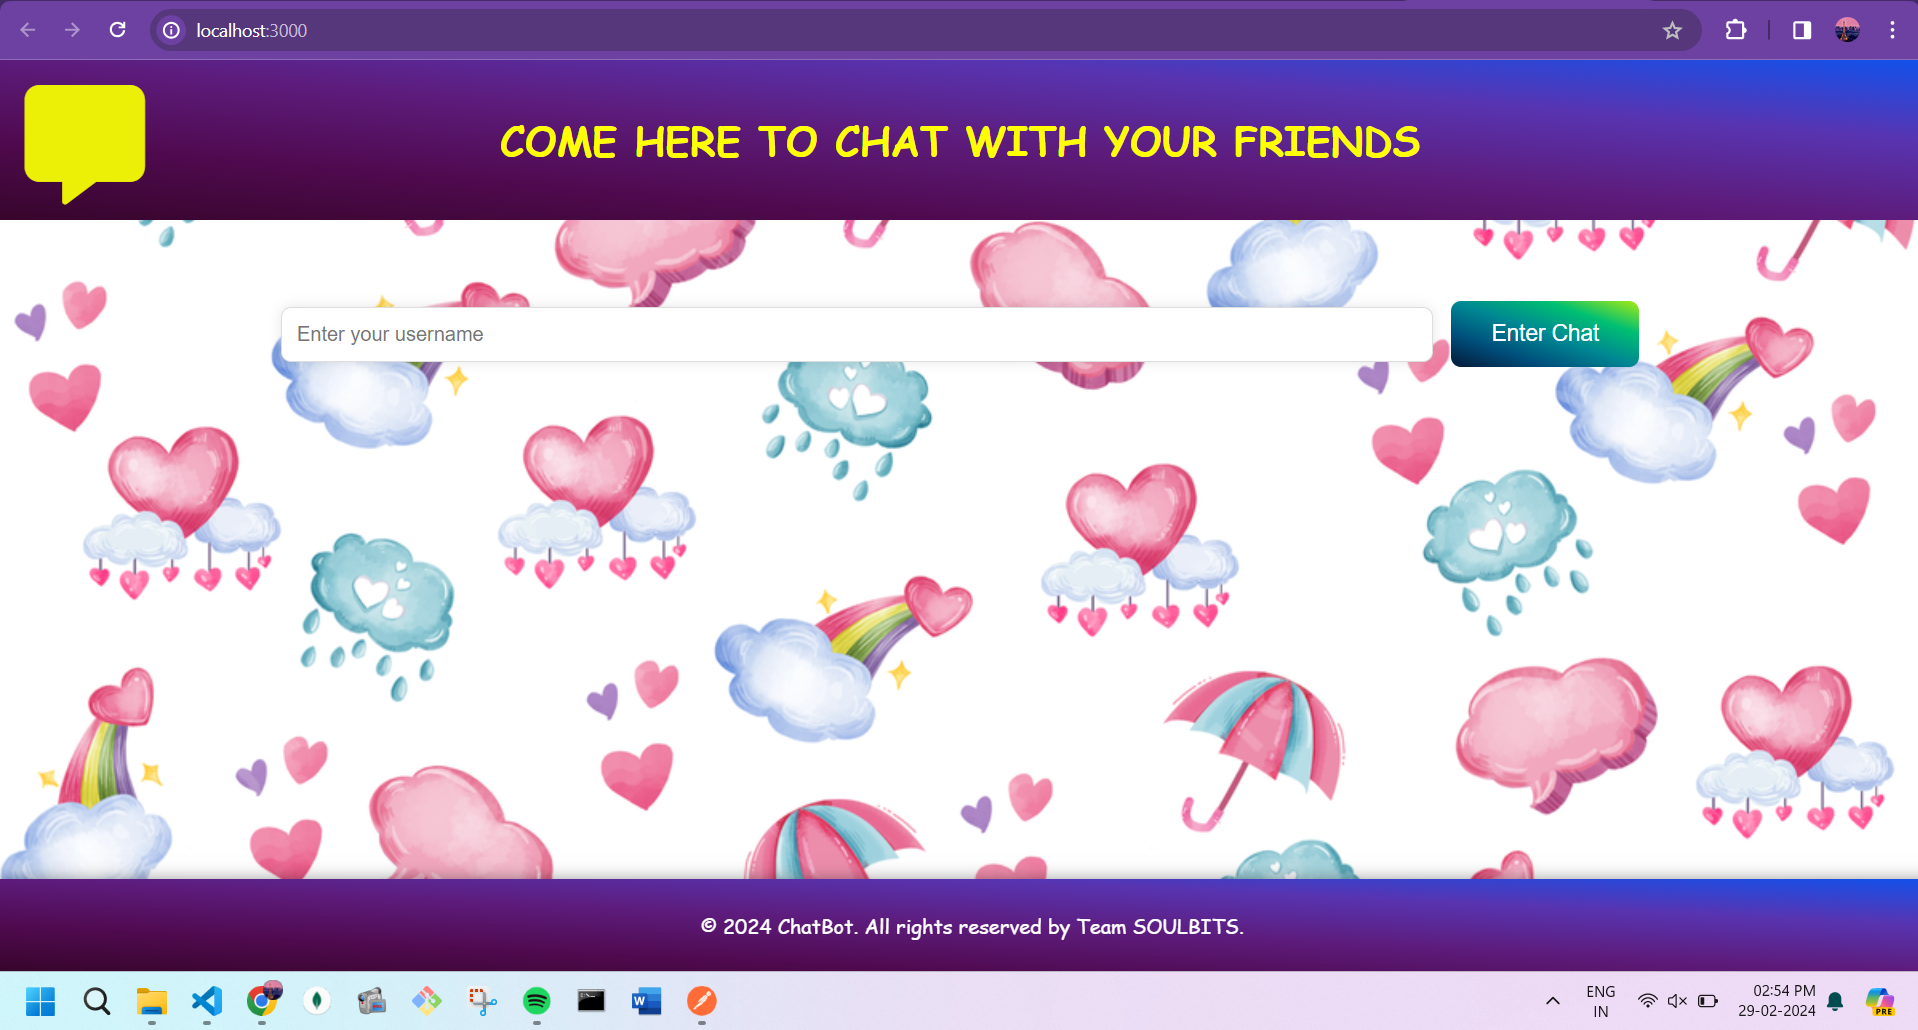 localhost:3000
COME HERE TO CHAT WITH YOUR FRIENDS
Enter your username
Enter Chat
© 2024 ChatBot. All rights reserved by Team SOULBITS.
W
ENG
IN
02:54 PM
29-02-2024
PRE